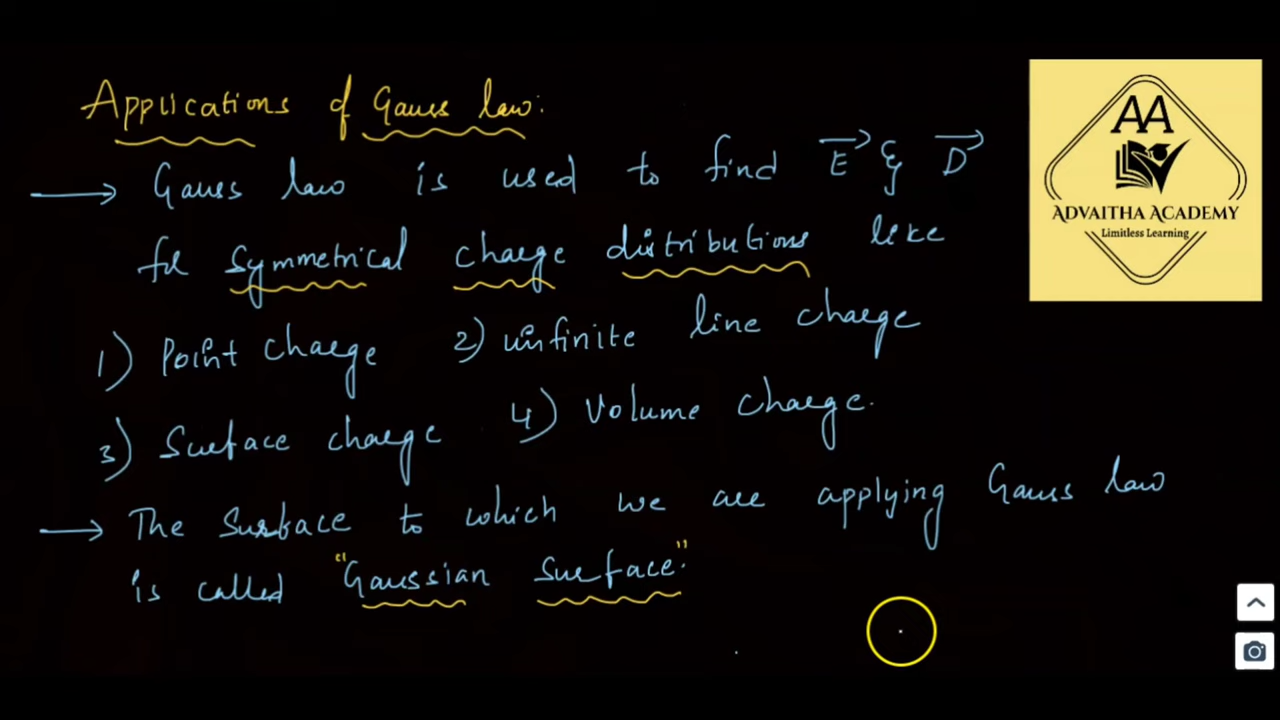 Applications of Gauss law:
→ Gauss law is used to find E⃗ & D⃗
for symmetrical charge distributions like
1) Point charge 2) infinite line charge
3) Surface charge 4) Volume charge.
→ The Surface to which we are applying Gauss law
is called "Gaussian Surface".
AA
ADVAITHA ACADEMY
Limitless Learning